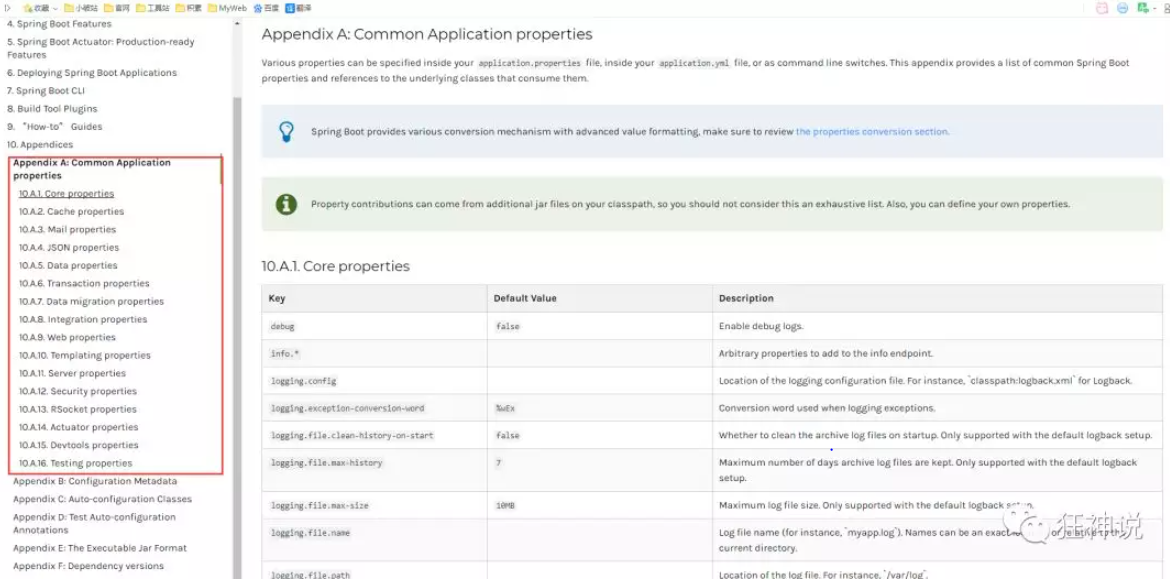 收藏
小破站
官网
工具站
积累
MyWeb
百度
翻译
4. Spring Boot Features
5. Spring Boot Actuator: Production-ready
Features
6. Deploying Spring Boot Applications
7. Spring Boot CLI
8. Build Tool Plugins
9. “How-to” Guides
10. Appendices
Appendix A: Common Application
properties
10.A.1. Core properties
10.A.2. Cache properties
10.A.3. Mail properties
10.A.4. JSON properties
10.A.5. Data properties
10.A.6. Transaction properties
10.A.7. Data migration properties
10.A.8. Integration properties
10.A.9. Web properties
10.A.10. Templating properties
10.A.11. Server properties
10.A.12. Security properties
10.A.13. RSocket properties
10.A.14. Actuator properties
10.A.15. Devtools properties
10.A.16. Testing properties
Appendix B: Configuration Metadata
Appendix C: Auto-configuration Classes
Appendix D: Test Auto-configuration
Annotations
Appendix E: The Executable Jar Format
Appendix F: Dependency versions
Appendix A: Common Application properties
Various properties can be specified inside your application.properties file, inside your application.yml file, or as command line switches. This appendix provides a list of common Spring Boot
properties and references to the underlying classes that consume them.
Spring Boot provides various conversion mechanism with advanced value formatting, make sure to review the properties conversion section.
Property contributions can come from additional jar files on your classpath, so you should not consider this an exhaustive list. Also, you can define your own properties.
10.A.1. Core properties
Key Default Value Description
debug false Enable debug logs.
info.* Arbitrary properties to add to the info endpoint.
logging.config Location of the logging configuration file. For instance, `classpath:logback.xml` for Logback.
logging.exception-conversion-word %wEx Conversion word used when logging exceptions.
logging.file.clean-history-on-start false Whether to clean the archive log files on startup. Only supported with the default logback setup.
logging.file.max-history 7 Maximum number of days archive log files are kept. Only supported with the default logback
setup.
logging.file.max-size 10MB Maximum log file size. Only supported with the default logback setup.
logging.file.name Log file name (for instance, `myapp.log`). Names can be an exact
current directory.
logging.file.path Location of the log file. For instance, `/var/log`.
狂神说